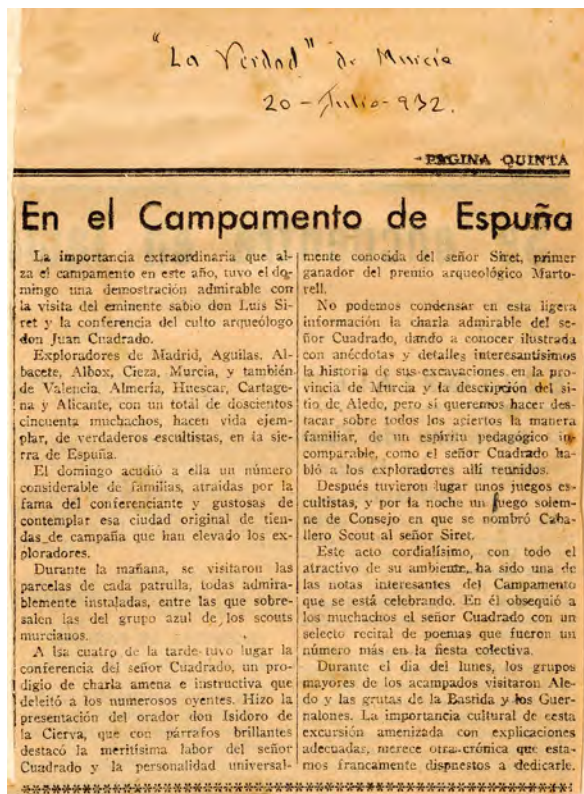 "La Verdad" de Murcia
20-Julio-932.
PAGINA QUINTA
En el Campamento de Espuña
La importancia extraordinaria que al-
za el campamento en este año, tuvo el do-
mingo una demostración admirable con
la visita del eminente sabio don Luis Si-
ret y la conferencia del culto arqueólogo
don Juan Cuadrado.
Exploradores de Madrid, Aguilas, Al-
bacete, Albox, Cieza, Murcia, y también
de Valencia, Almería, Huescar, Cartage-
na y Alicante, con un total de doscientos
cincuenta muchachos, hacen vida ejem-
plar, de verdaderos escultistas, en la sie-
rra de Espuña.
El domingo acudió a ella un número
considerable de familias, atraidas por la
fama del conferenciante y gustosas de
contemplar esa ciudad original de tien-
das de campaña que han elevado los ex-
ploradores.
Durante la mañana, se visitaron las
parcelas de cada patrulla, todas admira-
blemente instaladas, entre las que sobre-
salen las del grupo azul de los scouts
murcianos.
A lsa cuatro de la tarde tuvo lugar la
conferencia del señor Cuadrado, un pro-
digio de charla amena e instructiva que
deleitó a los numerosos oyentes. Hizo la
presentación del orador don Isidoro de
la Cierva, que con párrafos brillantes
destacó la meritísima labor del señor
Cuadrado y la personalidad universal-
mente conocida del señor Siret, primer
ganador del premio arqueológico Marto-
rell.
No podemos condensar en esta ligera
información la charla admirable del se-
ñor Cuadrado, dando a conocer ilustrada
con anécdotas y detalles interesantísimos
la historia de sus excavaciones en la pro-
vincia de Murcia y la descripción del si-
tio de Aledo, pero si queremos hacer des-
tacar sobre todos los aciertos la manera
familiar, de un espíritu pedagógico in-
comparable, como el señor Cuadrado ha-
bló a los exploradores allí reunidos.
Después tuvieron lugar unos juegos es-
cultistas, y por la noche un fuego solem-
ne de Consejo en que se nombró Caba-
llero Scout al señor Siret.
Este acto cordialísimo, con todo el
atractivo de su ambiente, ha sido una de
las notas interesantes del Campamento
que se está celebrando. En él obsequió a
los muchachos el señor Cuadrado con un
selecto recital de poemas que fueron un
número más en la fiesta colectiva.
Durante el día del lunes, los grupos
mayores de los acampados visitaron Ale-
do y las grutas de la Bastida y los Guer-
nalones. La importancia cultural de esta
excursión amenizada con explicaciones
adecuadas, merece otra crónica que esta-
mos francamente dispuestos a dedicarle.